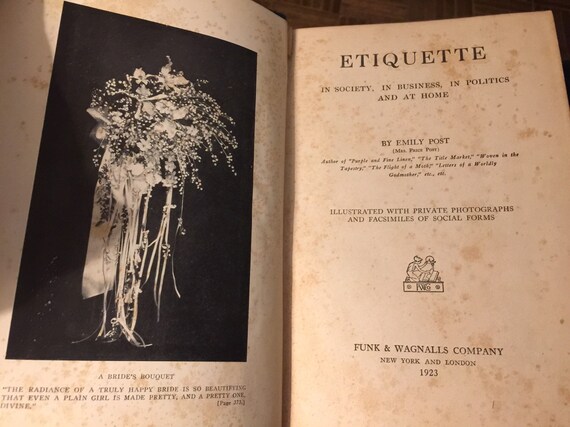 A BRIDE'S BOUQUET
"THE RADIANCE OF A TRULY HAPPY BRIDE IS SO BEAUTIFYING
THAT EVEN A PLAIN GIRL IS MADE PRETTY, AND A PRETTY ONE,
DIVINE." [Page 373.]
ETIQUETTE
IN SOCIETY, IN BUSINESS, IN POLITICS
AND AT HOME
BY EMILY POST
(MRS. PRICE POST)
Author of "Purple and Fine Linen," "The Title Market," "Woven in the
Tapestry," "The Flight of a Moth," "Letters of a Worldly
Godmother," etc., etc.
ILLUSTRATED WITH PRIVATE PHOTOGRAPHS
AND FACSIMILES OF SOCIAL FORMS
FUNK & WAGNALLS COMPANY
NEW YORK AND LONDON
1923